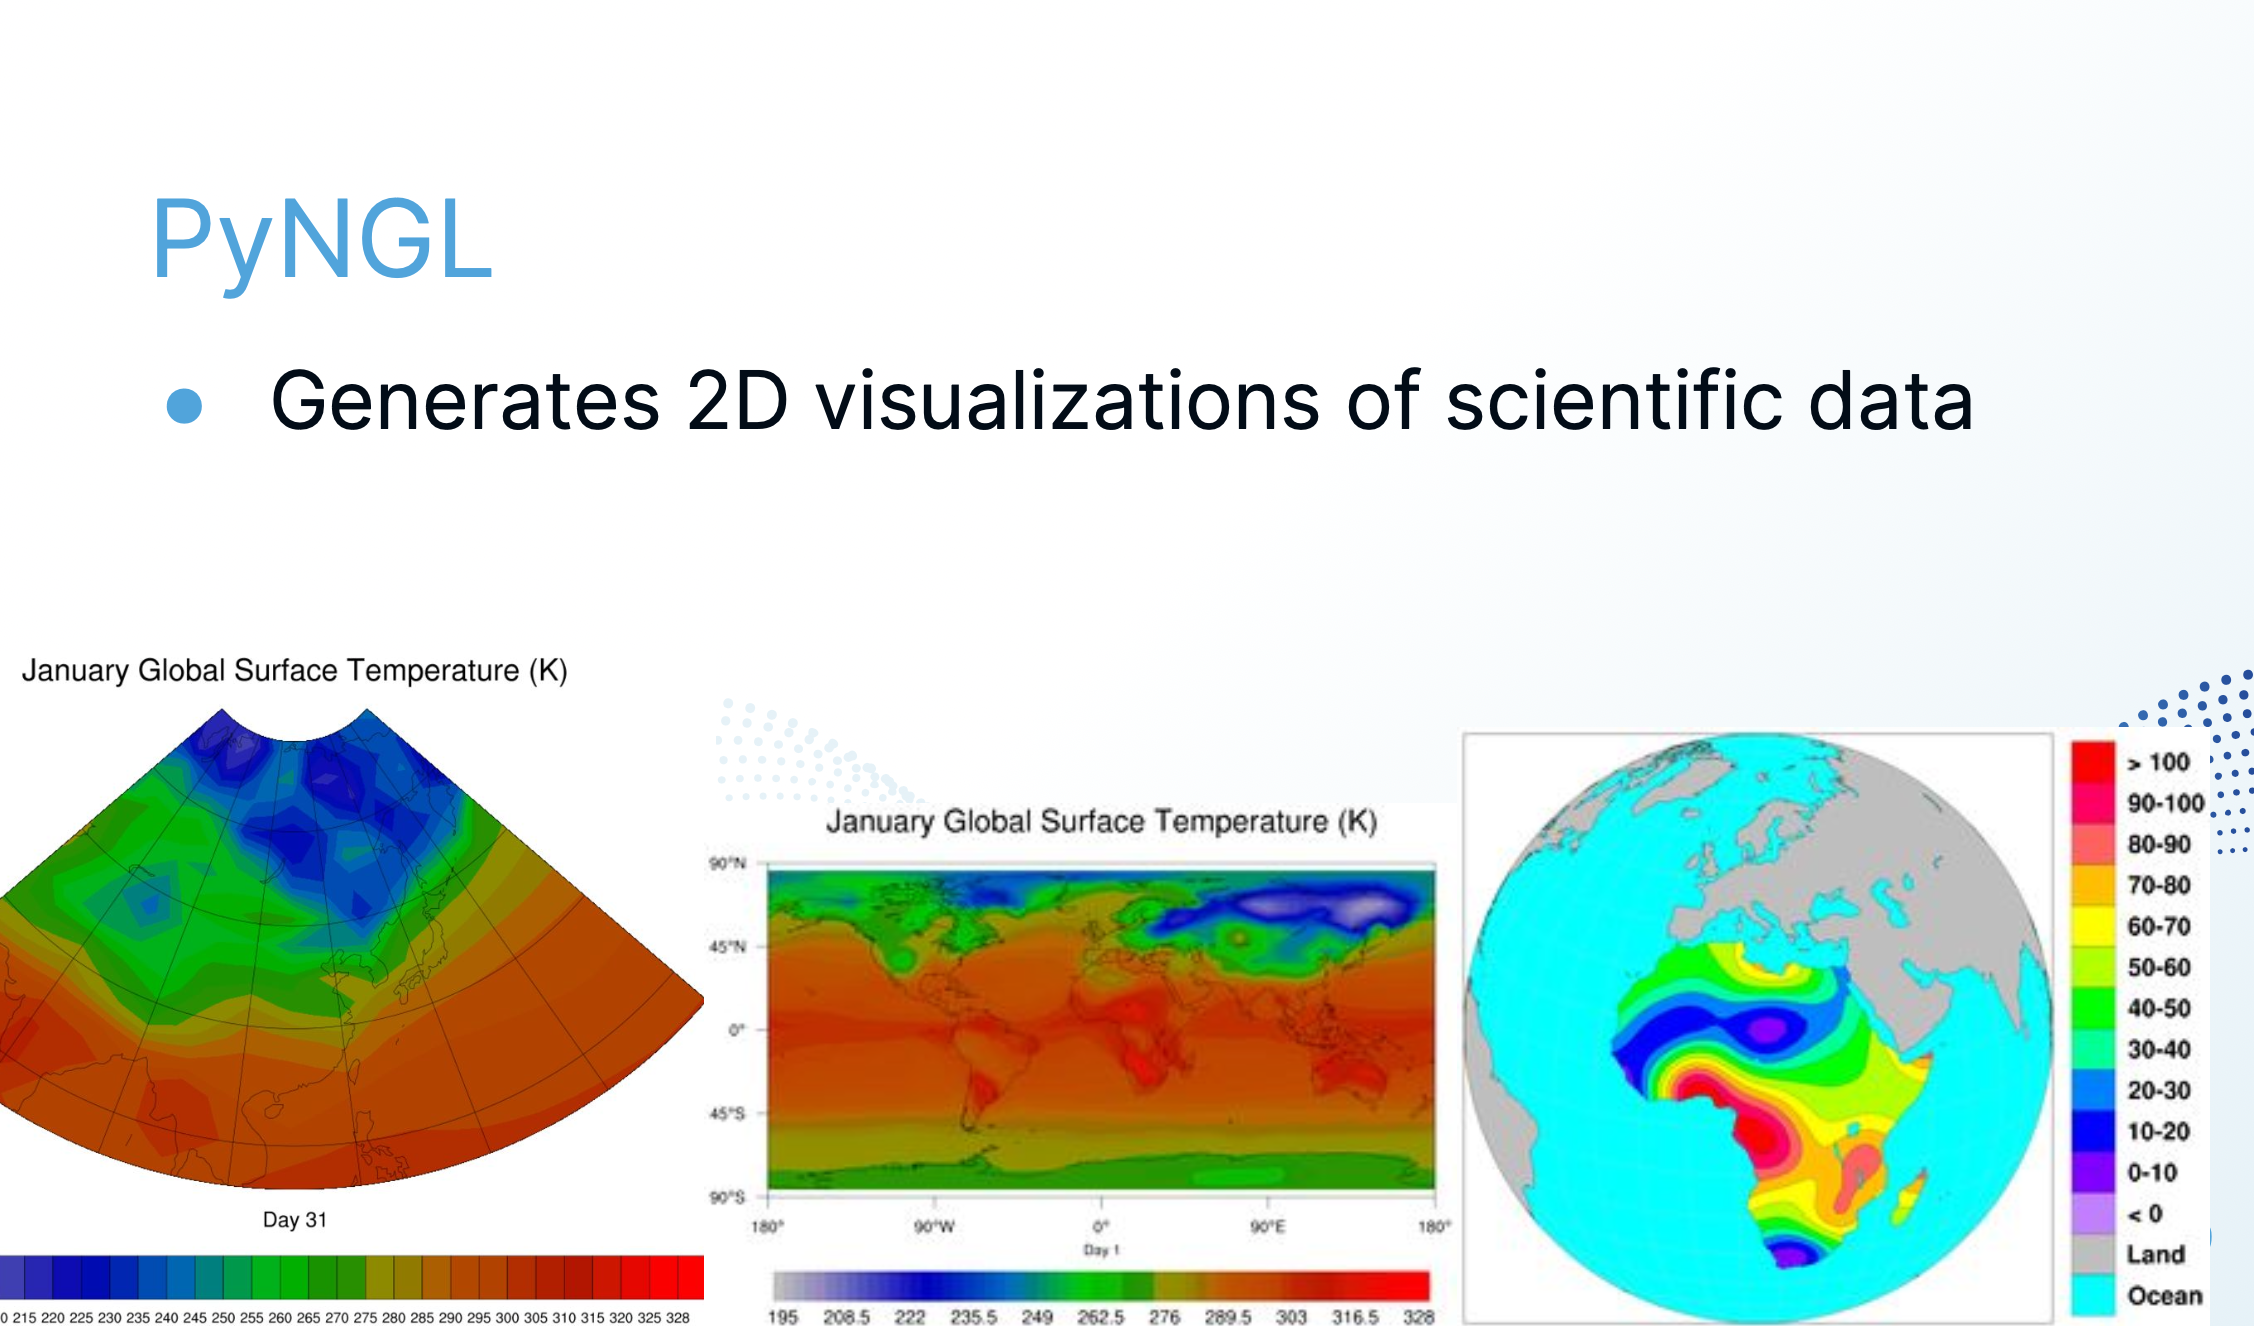 PyNGL
Generates 2D visualizations of scientific data
January Global Surface Temperature (K)
Day 31
0 215 220 225 230 235 240 245 250 255 260 265 270 275 280 285 290 295 300 305 310 315 320 325 328
January Global Surface Temperature (K)
90°N
45°N
0°
45°S
90°S
180° 90°W 0° 90°E 180°
Day 1
195 208.5 222 235.5 249 262.5 276 289.5 303 316.5 328
> 100
90-100
80-90
70-80
60-70
50-60
40-50
30-40
20-30
10-20
0-10
< 0
Land
Ocean